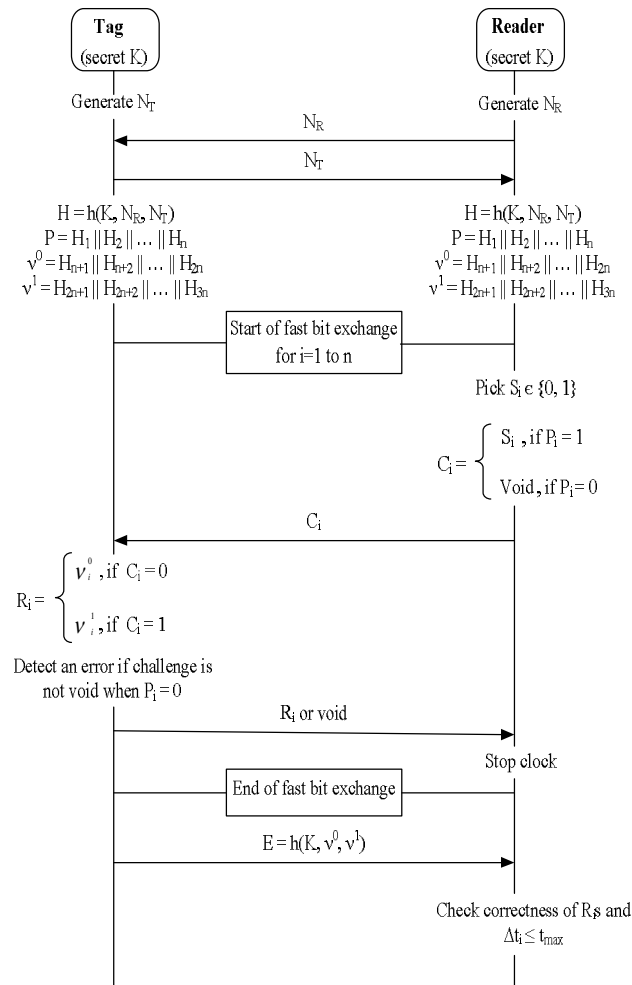 Tag
(secret K)
Reader
(secret K)
Generate N_T
Generate N_R
N_R
N_T
H = h(K, N_R, N_T)
P = H_1 || H_2 || ... || H_n
ν^0 = H_{n+1} || H_{n+2} || ... || H_{2n}
ν^1 = H_{2n+1} || H_{2n+2} || ... || H_{3n}
H = h(K, N_R, N_T)
P = H_1 || H_2 || ... || H_n
ν^0 = H_{n+1} || H_{n+2} || ... || H_{2n}
ν^1 = H_{2n+1} || H_{2n+2} || ... || H_{3n}
Start of fast bit exchange
for i=1 to n
Pick S_i ϵ {0, 1}
C_i = { S_i , if P_i = 1
Void, if P_i = 0
C_i
R_i = { ν_i^0 , if C_i = 0
ν_i^1 , if C_i = 1
Detect an error if challenge is
not void when P_i = 0
R_i or void
Stop clock
End of fast bit exchange
E = h(K, ν^0, ν^1)
Check correctness of R_is and
Δt_i ≤ t_max